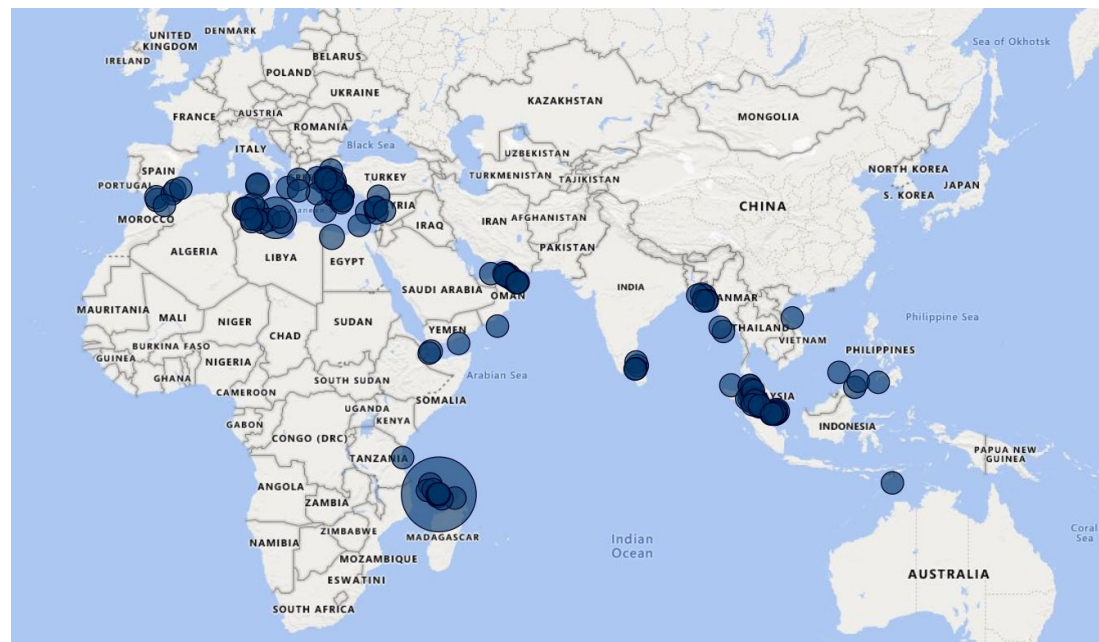 UNITED
KINGDOM
DENMARK
IRELAND
BELARUS
POLAND
UKRAINE
AUSTRIA
FRANCE
ROMANIA
ITALY
Black Sea
SPAIN
PORTUGAL
TURKEY
KAZAKHSTAN
MONGOLIA
UZBEKISTAN
TURKMENISTAN
TAJIKISTAN
Sea of Okhotsk
NORTH KOREA
S. KOREA
JAPAN
MOROCCO
ALGERIA
LIBYA
EGYPT
IRAQ
IRAN
AFGHANISTAN
PAKISTAN
CHINA
SAUDI ARABIA
OMAN
INDIA
MAURITANIA
MALI
NIGER
CHAD
SUDAN
YEMEN
THAILAND
VIETNAM
PHILIPPINES
Philippine Sea
BURKINA FASO
GUINEA
GHANA
NIGERIA
CAMEROON
SOUTH SUDAN
SOMALIA
Arabian Sea
GABON
UGANDA
KENYA
CONGO (DRC)
TANZANIA
INDONESIA
PAPUA NEW
GUINEA
ANGOLA
ZAMBIA
ZIMBABWE
MADAGASCAR
NAMIBIA
MOZAMBIQUE
ESWATINI
SOUTH AFRICA
Indian
Ocean
AUSTRALIA
Coral
Sea